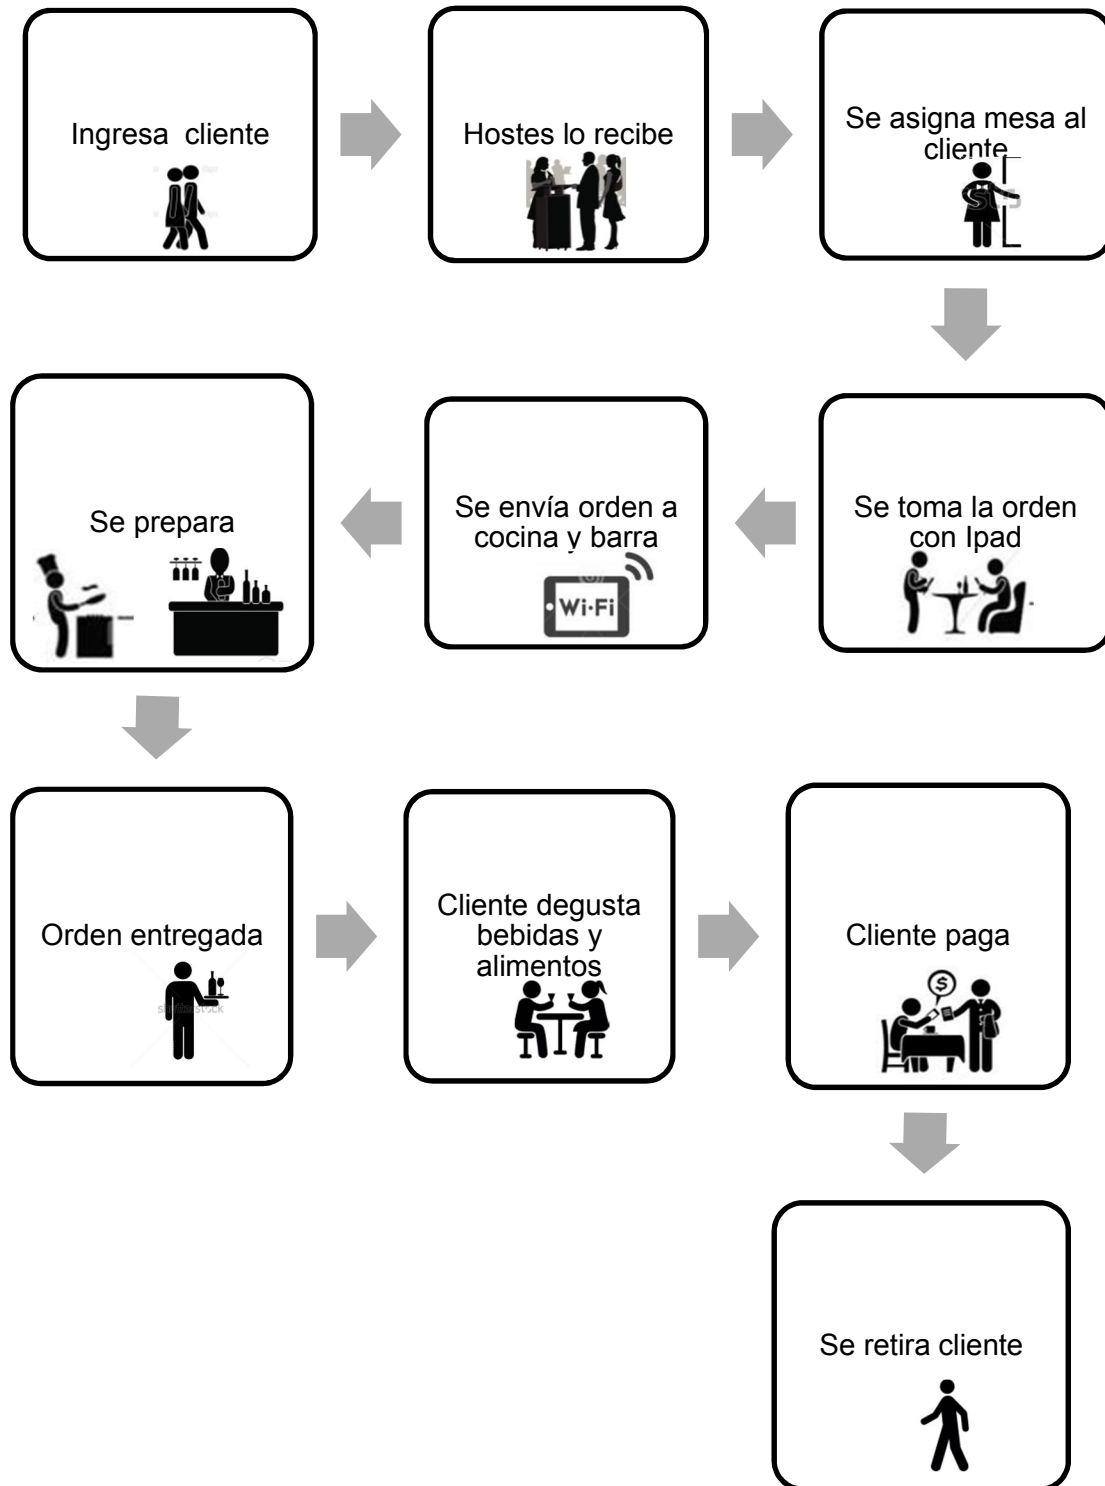 Ingresa cliente
Hostes lo recibe
Se asigna mesa al
cliente
Se toma la orden
con Ipad
Se envía orden a
cocina y barra
Wi-Fi
Se prepara
Orden entregada
shutterstock
Cliente degusta
bebidas y
alimentos
Cliente paga
$
Se retira cliente